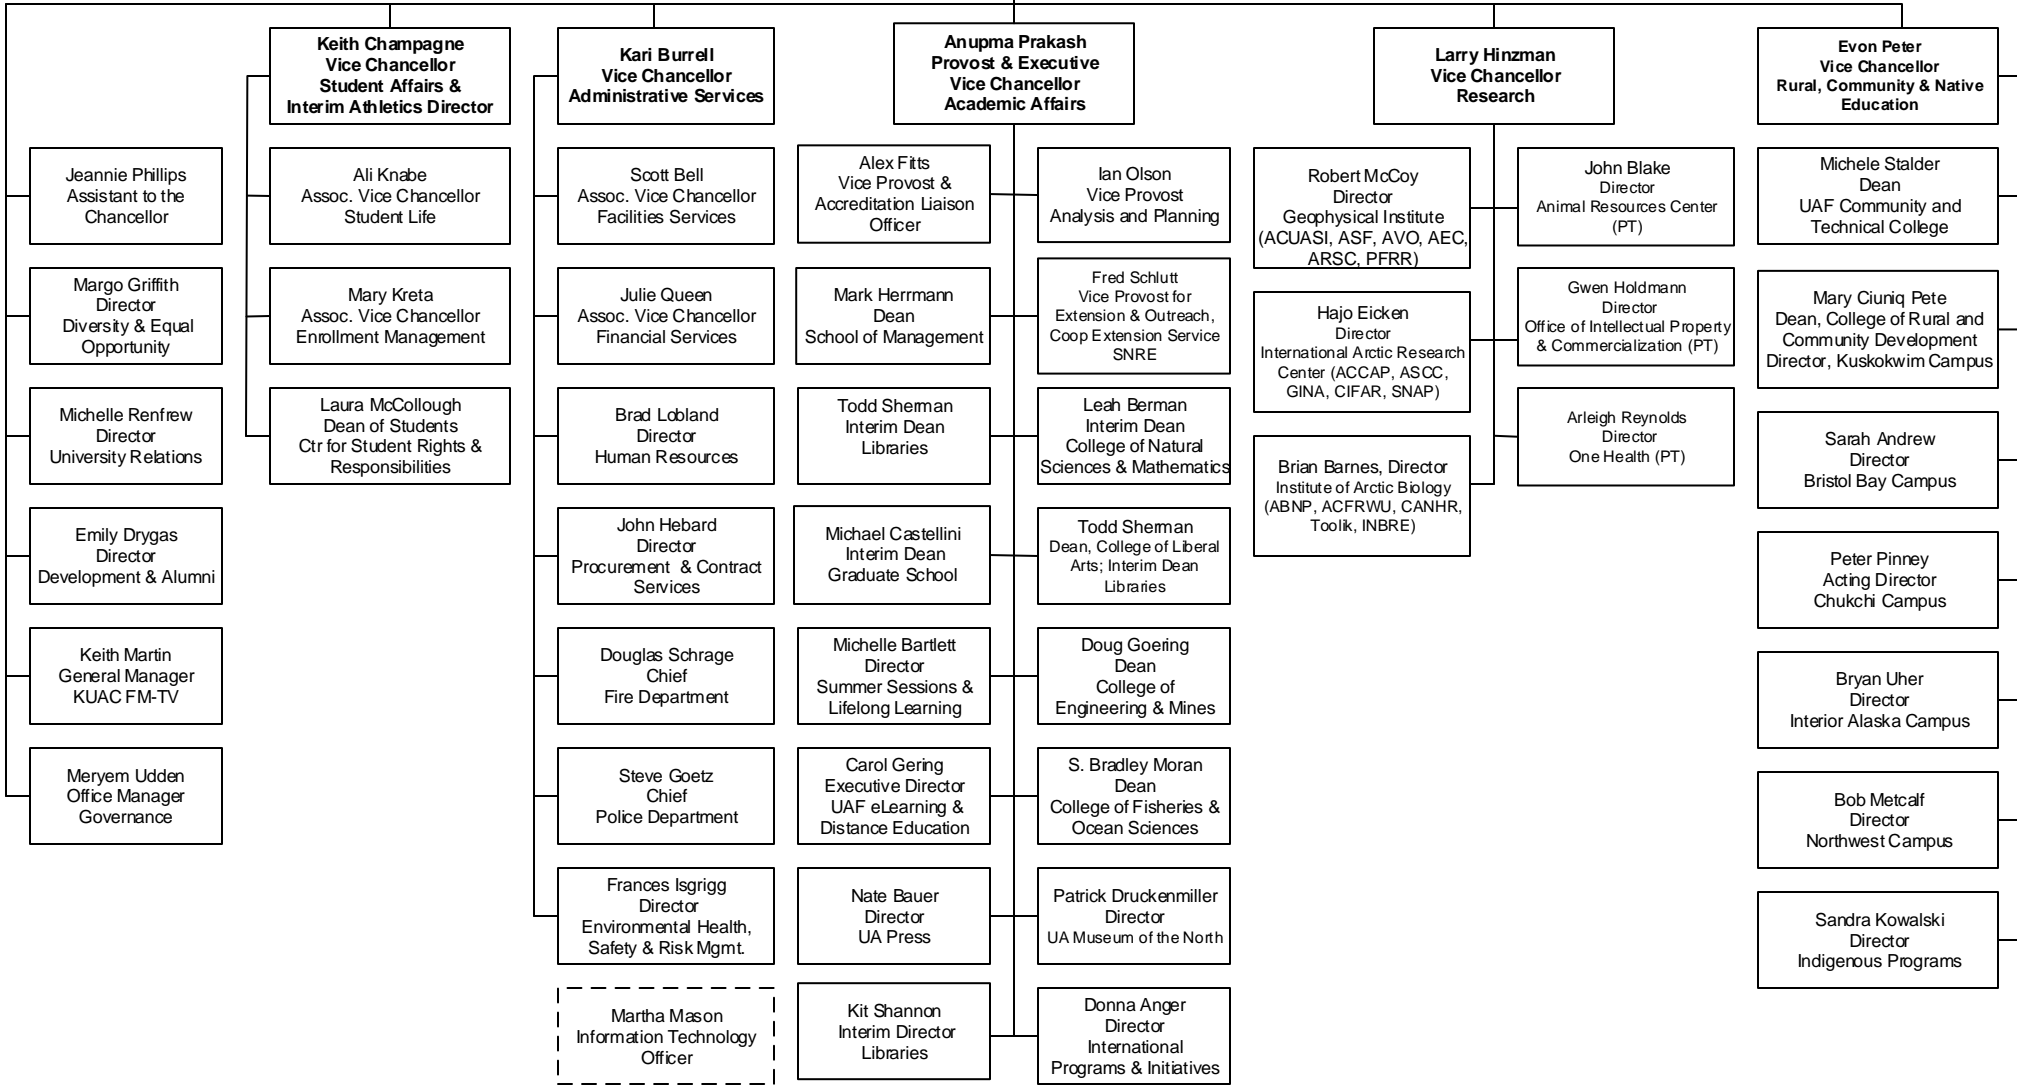 Keith Champagne
Vice Chancellor
Student Affairs &
Interim Athletics Director
Kari Burrell
Vice Chancellor
Administrative Services
Anupma Prakash
Provost & Executive
Vice Chancellor
Academic Affairs
Larry Hinzman
Vice Chancellor
Research
Evon Peter
Vice Chancellor
Rural, Community & Native
Education
Jeannie Phillips
Assistant to the
Chancellor
Margo Griffith
Director
Diversity & Equal
Opportunity
Michelle Renfrew
Director
University Relations
Emily Drygas
Director
Development & Alumni
Keith Martin
General Manager
KUAC FM-TV
Meryem Udden
Office Manager
Governance
Ali Knabe
Assoc. Vice Chancellor
Student Life
Mary Kreta
Assoc. Vice Chancellor
Enrollment Management
Laura McCollough
Dean of Students
Ctr for Student Rights &
Responsibilities
Scott Bell
Assoc. Vice Chancellor
Facilities Services
Julie Queen
Assoc. Vice Chancellor
Financial Services
Brad Lobland
Director
Human Resources
John Hebard
Director
Procurement & Contract
Services
Douglas Schrage
Chief
Fire Department
Steve Goetz
Chief
Police Department
Frances Isgrigg
Director
Environmental Health,
Safety & Risk Mgmt.
Martha Mason
Information Technology
Officer
Alex Fitts
Vice Provost &
Accreditation Liaison
Officer
Mark Herrmann
Dean
School of Management
Todd Sherman
Interim Dean
Libraries
Michael Castellini
Interim Dean
Graduate School
Michelle Bartlett
Director
Summer Sessions &
Lifelong Learning
Carol Gering
Executive Director
UAF eLearning &
Distance Education
Nate Bauer
Director
UA Press
Kit Shannon
Interim Director
Libraries
Ian Olson
Vice Provost
Analysis and Planning
Fred Schlutt
Vice Provost for
Extension & Outreach,
Coop Extension Service
SNRE
Leah Berman
Interim Dean
College of Natural
Sciences & Mathematics
Todd Sherman
Dean, College of Liberal
Arts; Interim Dean
Libraries
Doug Goering
Dean
College of
Engineering & Mines
S. Bradley Moran
Dean
College of Fisheries &
Ocean Sciences
Patrick Druckenmiller
Director
UA Museum of the North
Donna Anger
Director
International
Programs & Initiatives
Robert McCoy
Director
Geophysical Institute
(ACUASI, ASF, AVO, AEC,
ARSC, PFRR)
Hajo Eicken
Director
International Arctic Research
Center (ACCAP, ASCC,
GINA, CIFAR, SNAP)
Brian Barnes, Director
Institute of Arctic Biology
(ABNP, ACFRWU, CANHR,
Toolik, INBRE)
John Blake
Director
Animal Resources Center
(PT)
Gwen Holdmann
Director
Office of Intellectual Property
& Commercialization (PT)
Arleigh Reynolds
Director
One Health (PT)
Michele Stalder
Dean
UAF Community and
Technical College
Mary Ciuniq Pete
Dean, College of Rural and
Community Development
Director, Kuskokwim Campus
Sarah Andrew
Director
Bristol Bay Campus
Peter Pinney
Acting Director
Chukchi Campus
Bryan Uher
Director
Interior Alaska Campus
Bob Metcalf
Director
Northwest Campus
Sandra Kowalski
Director
Indigenous Programs